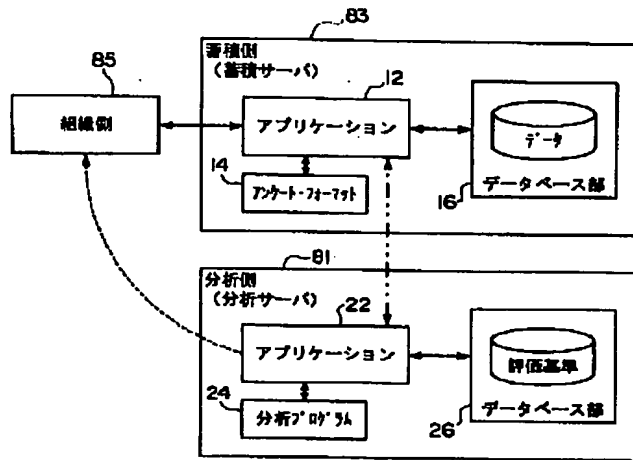 83
85
蓄積側
(蓄積サーバ)
12
組織側
アプリケーション
データ
14
アンケート・フォーマット
16
データベース部
81
分析側
(分析サーバ)
22
アプリケーション
評価基準
24
分析プログラム
26
データベース部